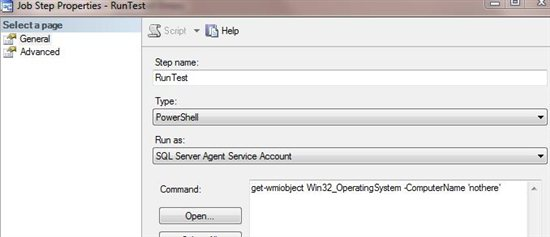 Job Step Properties - RunTest
Select a page
General
Advanced
Script
Help
Step name:
RunTest
Type:
PowerShell
Run as:
SQL Server Agent Service Account
Command:
get-wmiobject Win32_OperatingSystem -ComputerName 'nothere'
Open...